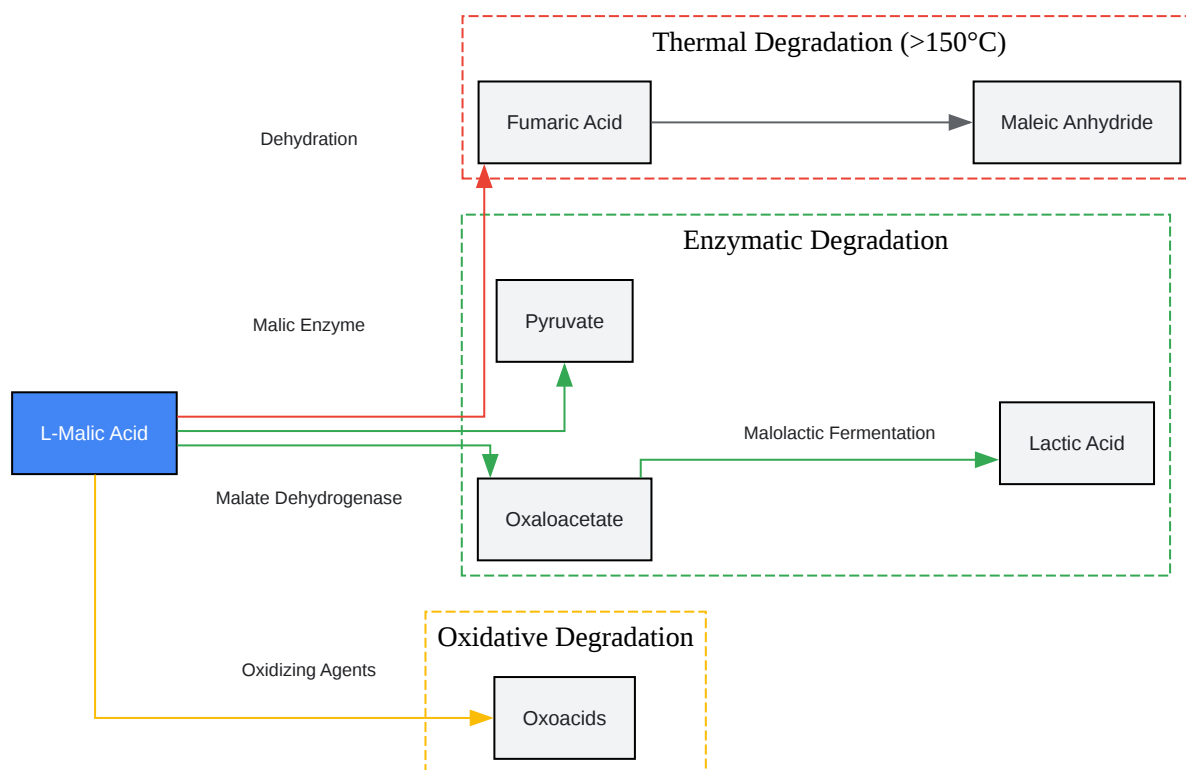 Thermal Degradation (>150°C)
Fumaric Acid
Maleic Anhydride
Dehydration
Enzymatic Degradation
Pyruvate
Malic Enzyme
L-Malic Acid
Malolactic Fermentation
Lactic Acid
Malate Dehydrogenase
Oxaloacetate
Oxidative Degradation
Oxidizing Agents
Oxoacids